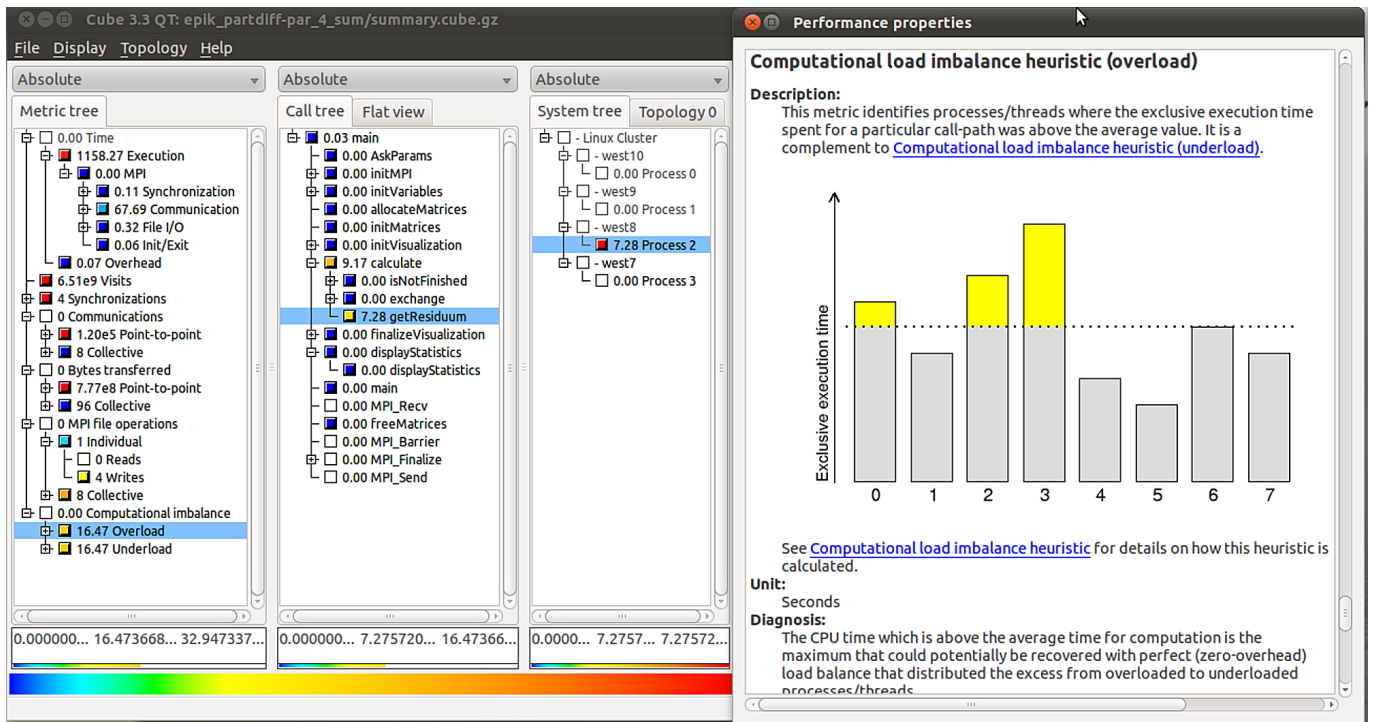 Cube 3.3 QT: epik_partdiff-par_4_sum/summary.cube.gz
File Display Topology Help
Absolute
Metric tree
0.00 Time
1158.27 Execution
0.00 MPI
0.11 Synchronization
67.69 Communication
0.32 File I/O
0.06 Init/Exit
0.07 Overhead
6.51e9 Visits
4 Synchronizations
0 Communications
1.20e5 Point-to-point
8 Collective
0 Bytes transferred
7.77e8 Point-to-point
96 Collective
0 MPI file operations
1 Individual
0 Reads
4 Writes
8 Collective
0.00 Computational imbalance
16.47 Overload
16.47 Underload
0.000000... 16.473668... 32.947337...
Absolute
Call tree Flat view
0.03 main
0.00 AskParams
0.00 initMPI
0.00 initVariables
0.00 allocateMatrices
0.00 initMatrices
0.00 initVisualization
9.17 calculate
0.00 isNotFinished
0.00 exchange
7.28 getResiduum
0.00 finalizeVisualization
0.00 displayStatistics
0.00 displayStatistics
0.00 main
0.00 MPI_Recv
0.00 freeMatrices
0.00 MPI_Barrier
0.00 MPI_Finalize
0.00 MPI_Send
0.000000... 7.275720... 16.47366...
Absolute
System tree Topology 0
- Linux Cluster
- west10
0.00 Process 0
- west9
0.00 Process 1
- west8
7.28 Process 2
- west7
0.00 Process 3
0.0000... 7.2757... 7.27572...
Performance properties
Computational load imbalance heuristic (overload)
Description:
This metric identifies processes/threads where the exclusive execution time
spent for a particular call-path was above the average value. It is a
complement to Computational load imbalance heuristic (underload).
Exclusive execution time
0 1 2 3 4 5 6 7
See Computational load imbalance heuristic for details on how this heuristic is
calculated.
Unit:
Seconds
Diagnosis:
The CPU time which is above the average time for computation is the
maximum that could potentially be recovered with perfect (zero-overhead)
load balance that distributed the excess from overloaded to underloaded
processes/threads